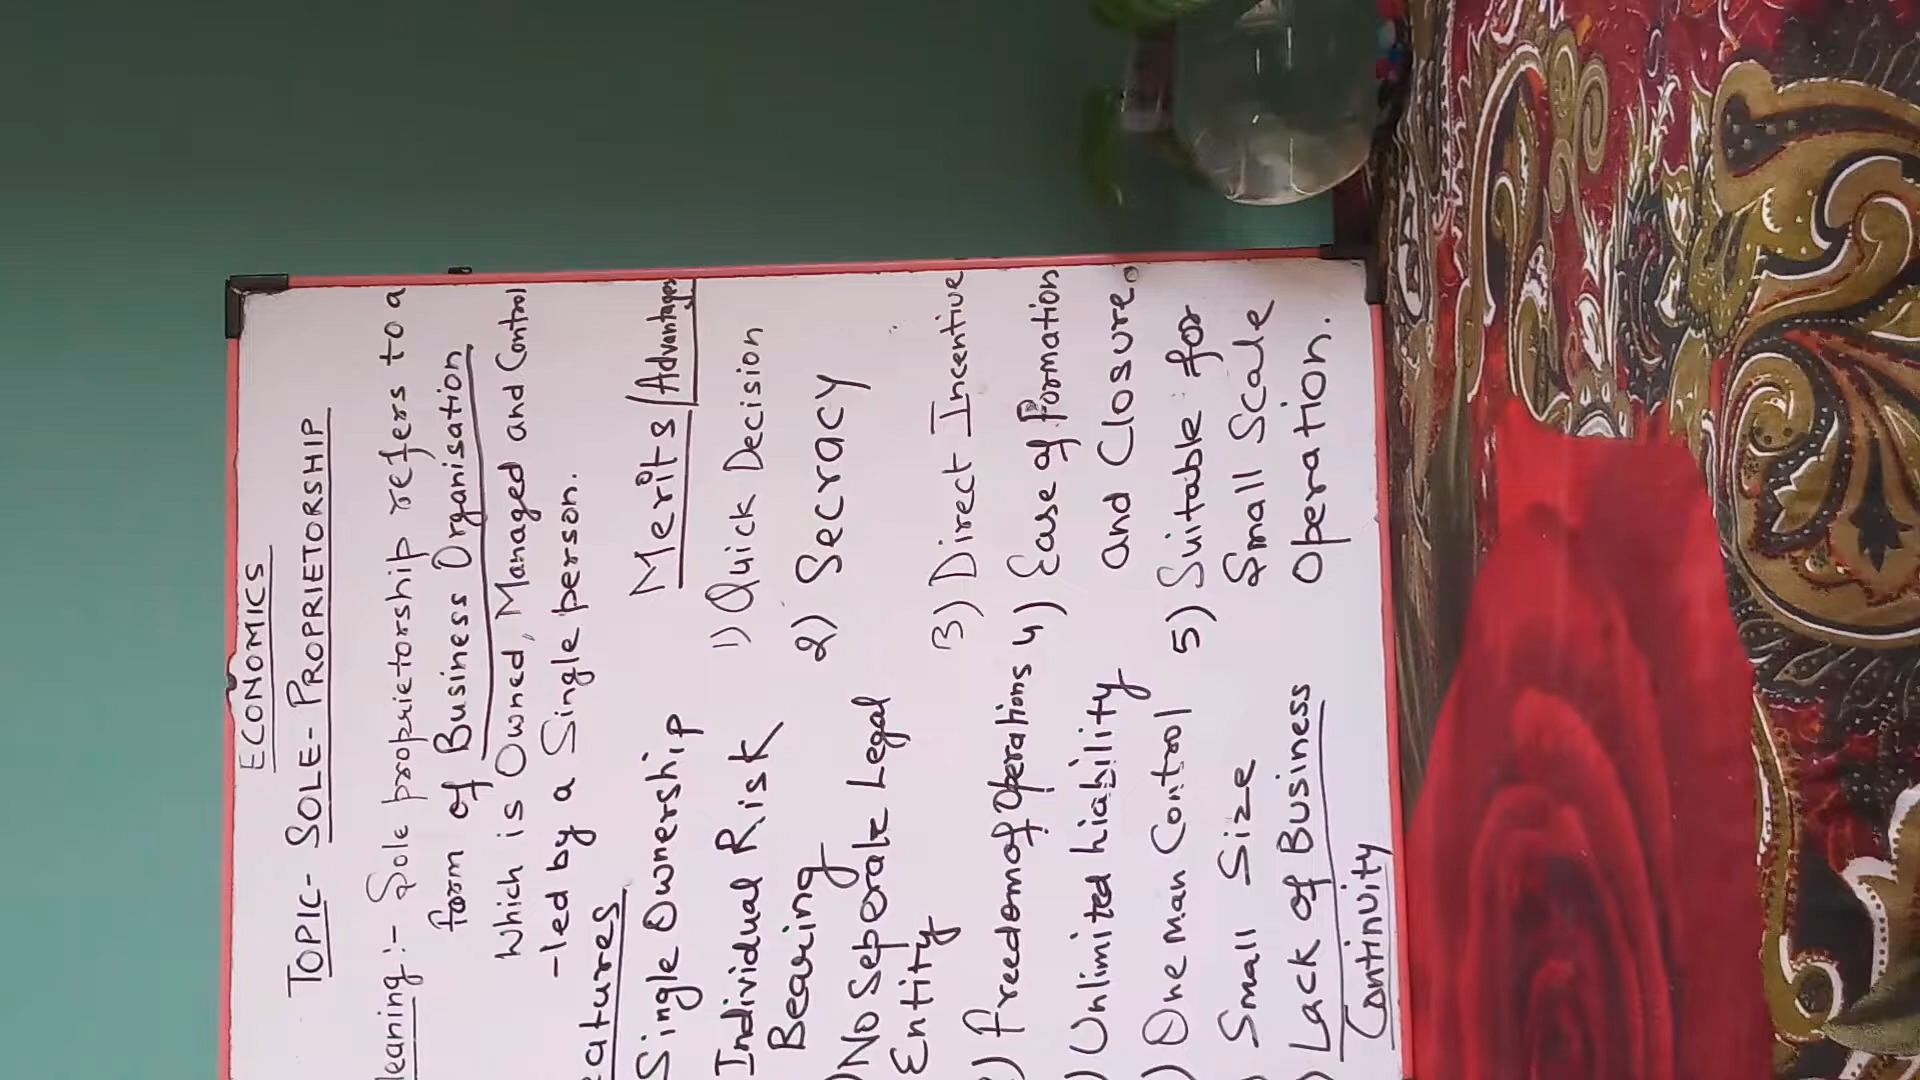 ECONOMICS
TOPIC- SOLE-PROPRIETORSHIP
leaning :- Sole proprietorship refers to a
form of Business Organisation
which is Owned, Managed and Control
-led by a Single person.
eatures
Single Ownership
Individual Risk
Bearing
) No Seperate Legal
Entity
) Freedom of Operations
) Unlimited Liability
) One man Control
) Small Size
) Lack of Business
Continuity
Merits/Advantages
1) Quick Decision
2) Secracy
3) Direct Incentive
4) Ease of Formation
and Closure.
5) Suitable for
Small Scale
Operation.